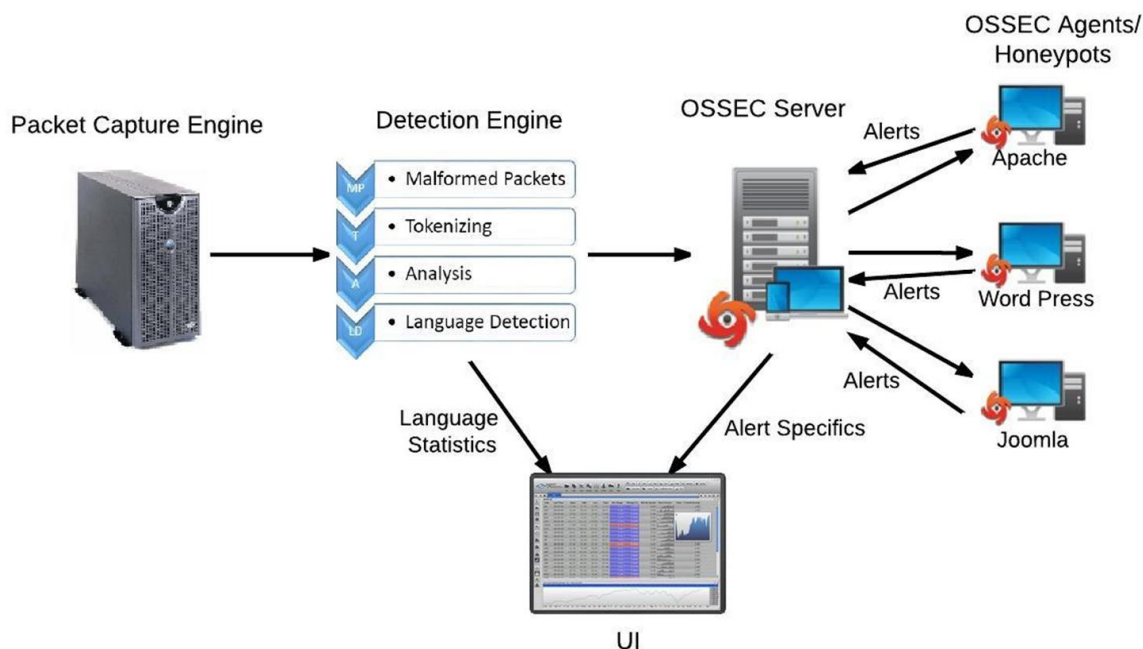 OSSEC Agents/
Honeypots
OSSEC Server
Packet Capture Engine
Detection Engine
MP
• Malformed Packets
T
• Tokenizing
A
• Analysis
LD
• Language Detection
Alerts
Apache
Alerts
Word Press
Alerts
Joomla
Language
Statistics
Alert Specifics
UI